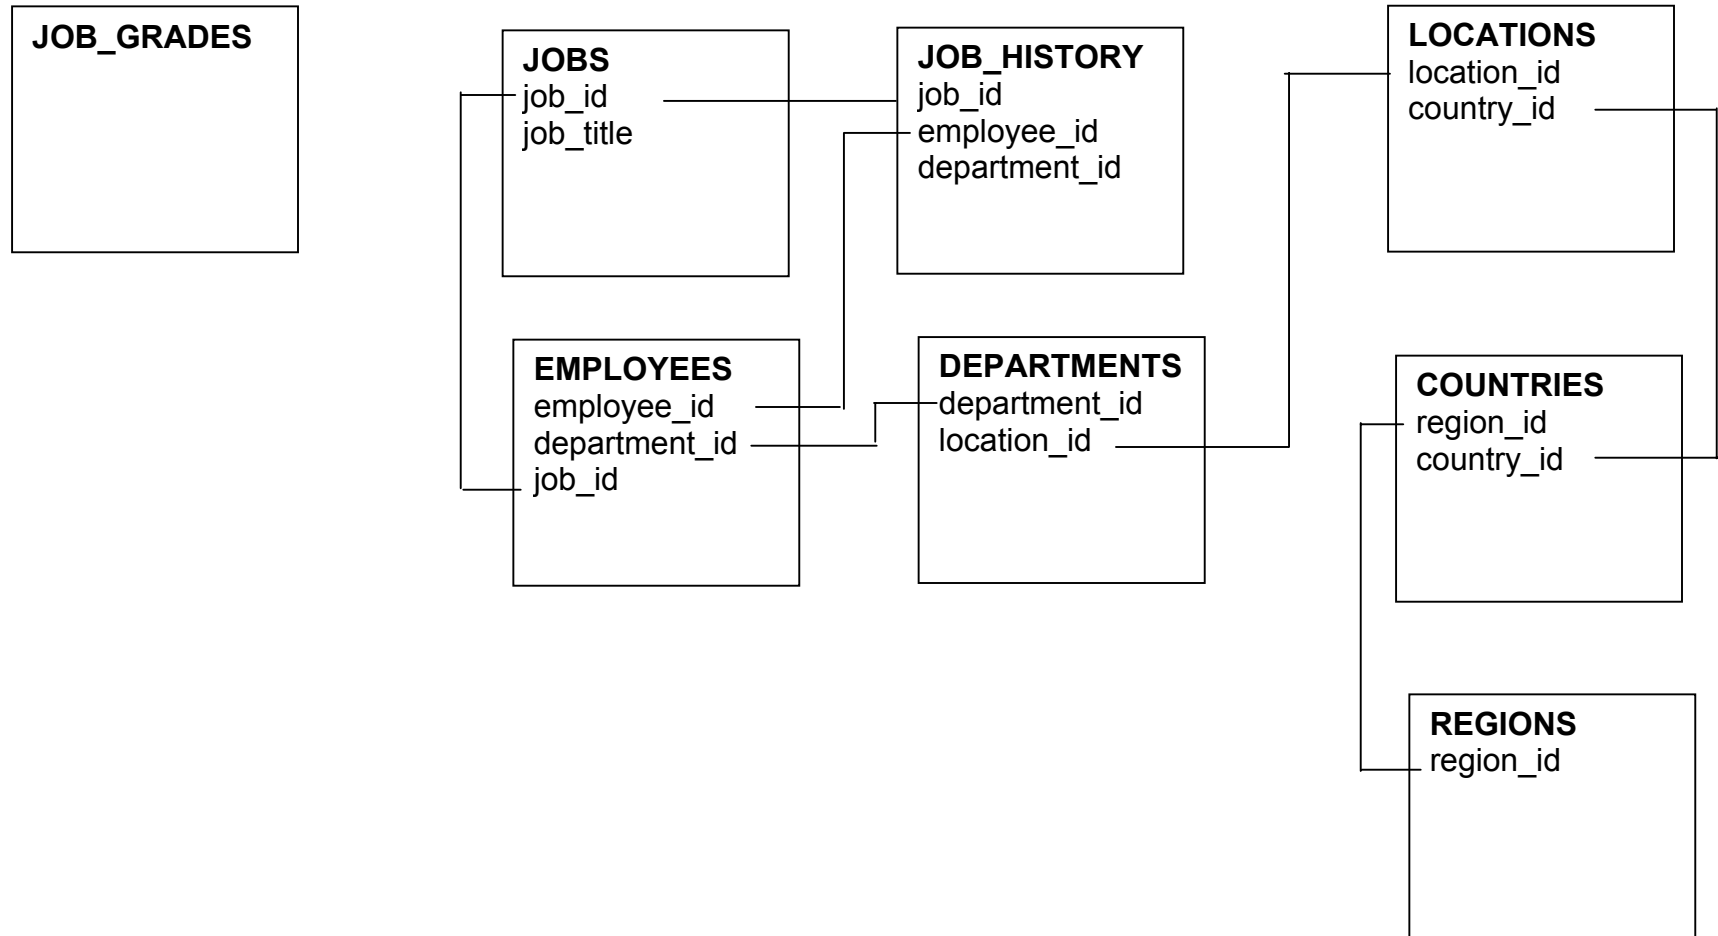 JOB_GRADES
JOBS
job_id
job_title
JOB_HISTORY
job_id
employee_id
department_id
LOCATIONS
location_id
country_id
EMPLOYEES
employee_id
department_id
job_id
DEPARTMENTS
department_id
location_id
COUNTRIES
region_id
country_id
REGIONS
region_id